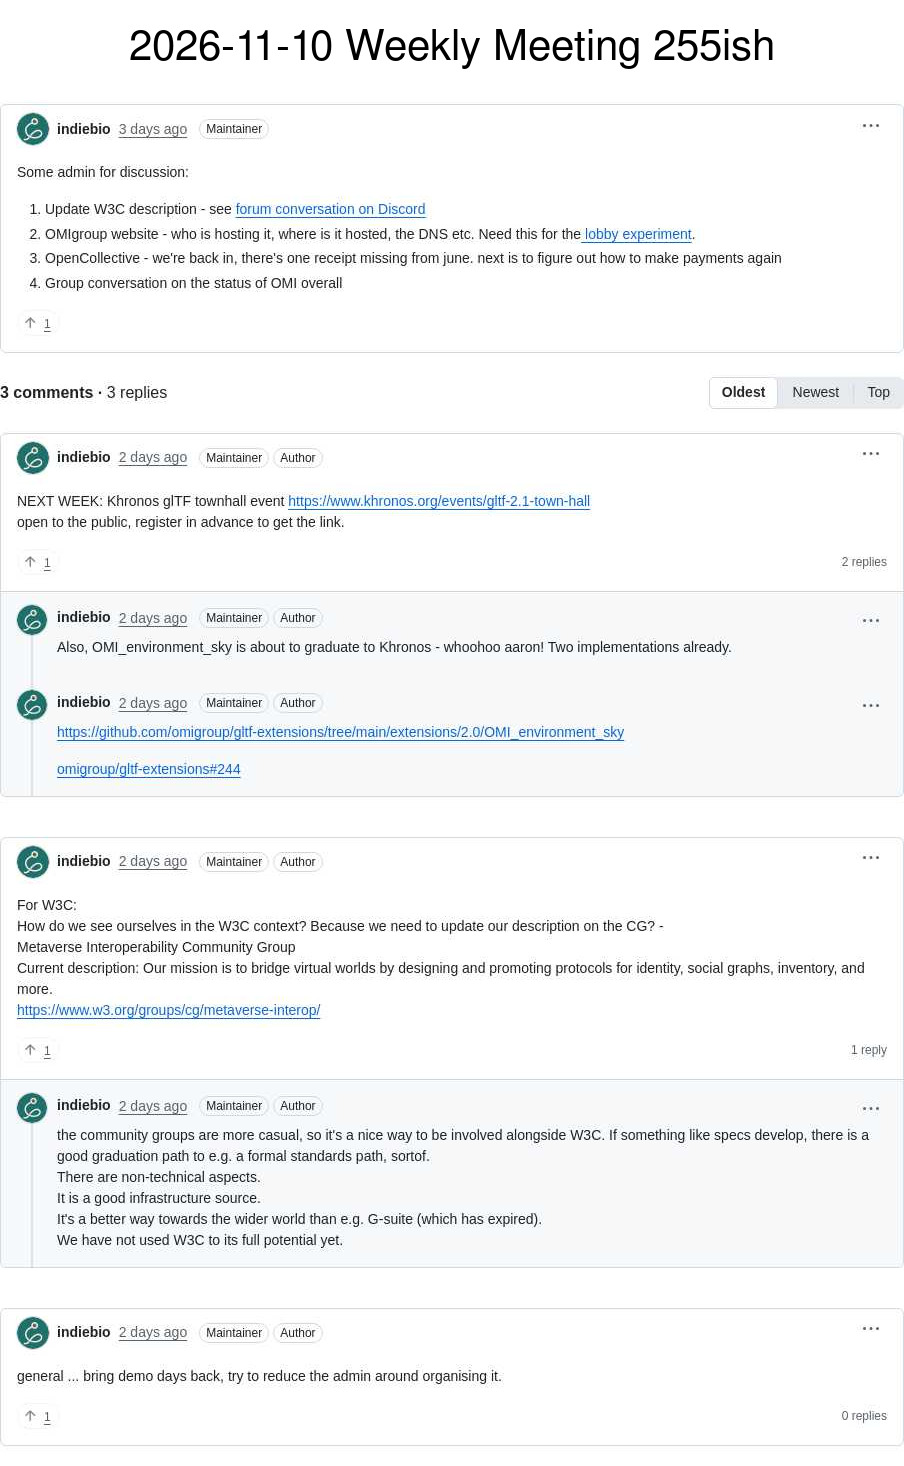 2026-11-10 Weekly Meeting 255ish
indiebio 3 days ago Maintainer
Some admin for discussion:
1. Update W3C description - see forum conversation on Discord
2. OMIgroup website - who is hosting it, where is it hosted, the DNS etc. Need this for the lobby experiment.
3. OpenCollective - we're back in, there's one receipt missing from june. next is to figure out how to make payments again
4. Group conversation on the status of OMI overall
1
3 comments · 3 replies
Oldest Newest Top
indiebio 2 days ago Maintainer Author
NEXT WEEK: Khronos glTF townhall event https://www.khronos.org/events/gltf-2.1-town-hall
open to the public, register in advance to get the link.
1 2 replies
indiebio 2 days ago Maintainer Author
Also, OMI_environment_sky is about to graduate to Khronos - whoohoo aaron! Two implementations already.
indiebio 2 days ago Maintainer Author
https://github.com/omigroup/gltf-extensions/tree/main/extensions/2.0/OMI_environment_sky
omigroup/gltf-extensions#244
indiebio 2 days ago Maintainer Author
For W3C:
How do we see ourselves in the W3C context? Because we need to update our description on the CG? -
Metaverse Interoperability Community Group
Current description: Our mission is to bridge virtual worlds by designing and promoting protocols for identity, social graphs, inventory, and
more.
https://www.w3.org/groups/cg/metaverse-interop/
1 1 reply
indiebio 2 days ago Maintainer Author
the community groups are more casual, so it's a nice way to be involved alongside W3C. If something like specs develop, there is a
good graduation path to e.g. a formal standards path, sortof.
There are non-technical aspects.
It is a good infrastructure source.
It's a better way towards the wider world than e.g. G-suite (which has expired).
We have not used W3C to its full potential yet.
indiebio 2 days ago Maintainer Author
general ... bring demo days back, try to reduce the admin around organising it.
1 0 replies